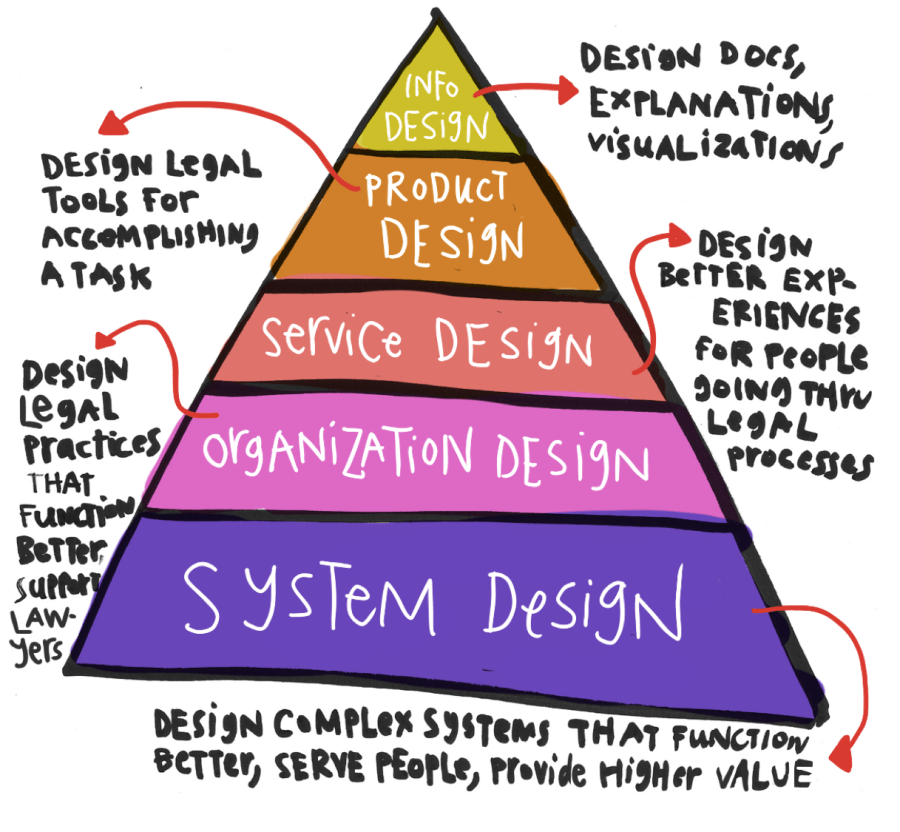 INFO
DESIGN
DESIGN DOCS,
EXPLANATIONS,
VISUALIZATIONS
PRODUCT
DESIGN
DESIGN LEGAL
TOOLS FOR
ACCOMPLISHING
A TASK
SERVICE DESIGN
DESIGN
BETTER EXP-
ERIENCES
FOR PEOPLE
GOING THRU
LEGAL
PROCESSES
ORGANIZATION DESIGN
DESIGN
LEGAL
PRACTICES
THAT
FUNCTION
BETTER,
SUPPORT
LAW-
YERS
SYSTEM DESIGN
DESIGN COMPLEX SYSTEMS THAT FUNCTION
BETTER, SERVE PEOPLE, PROVIDE HIGHER VALUE